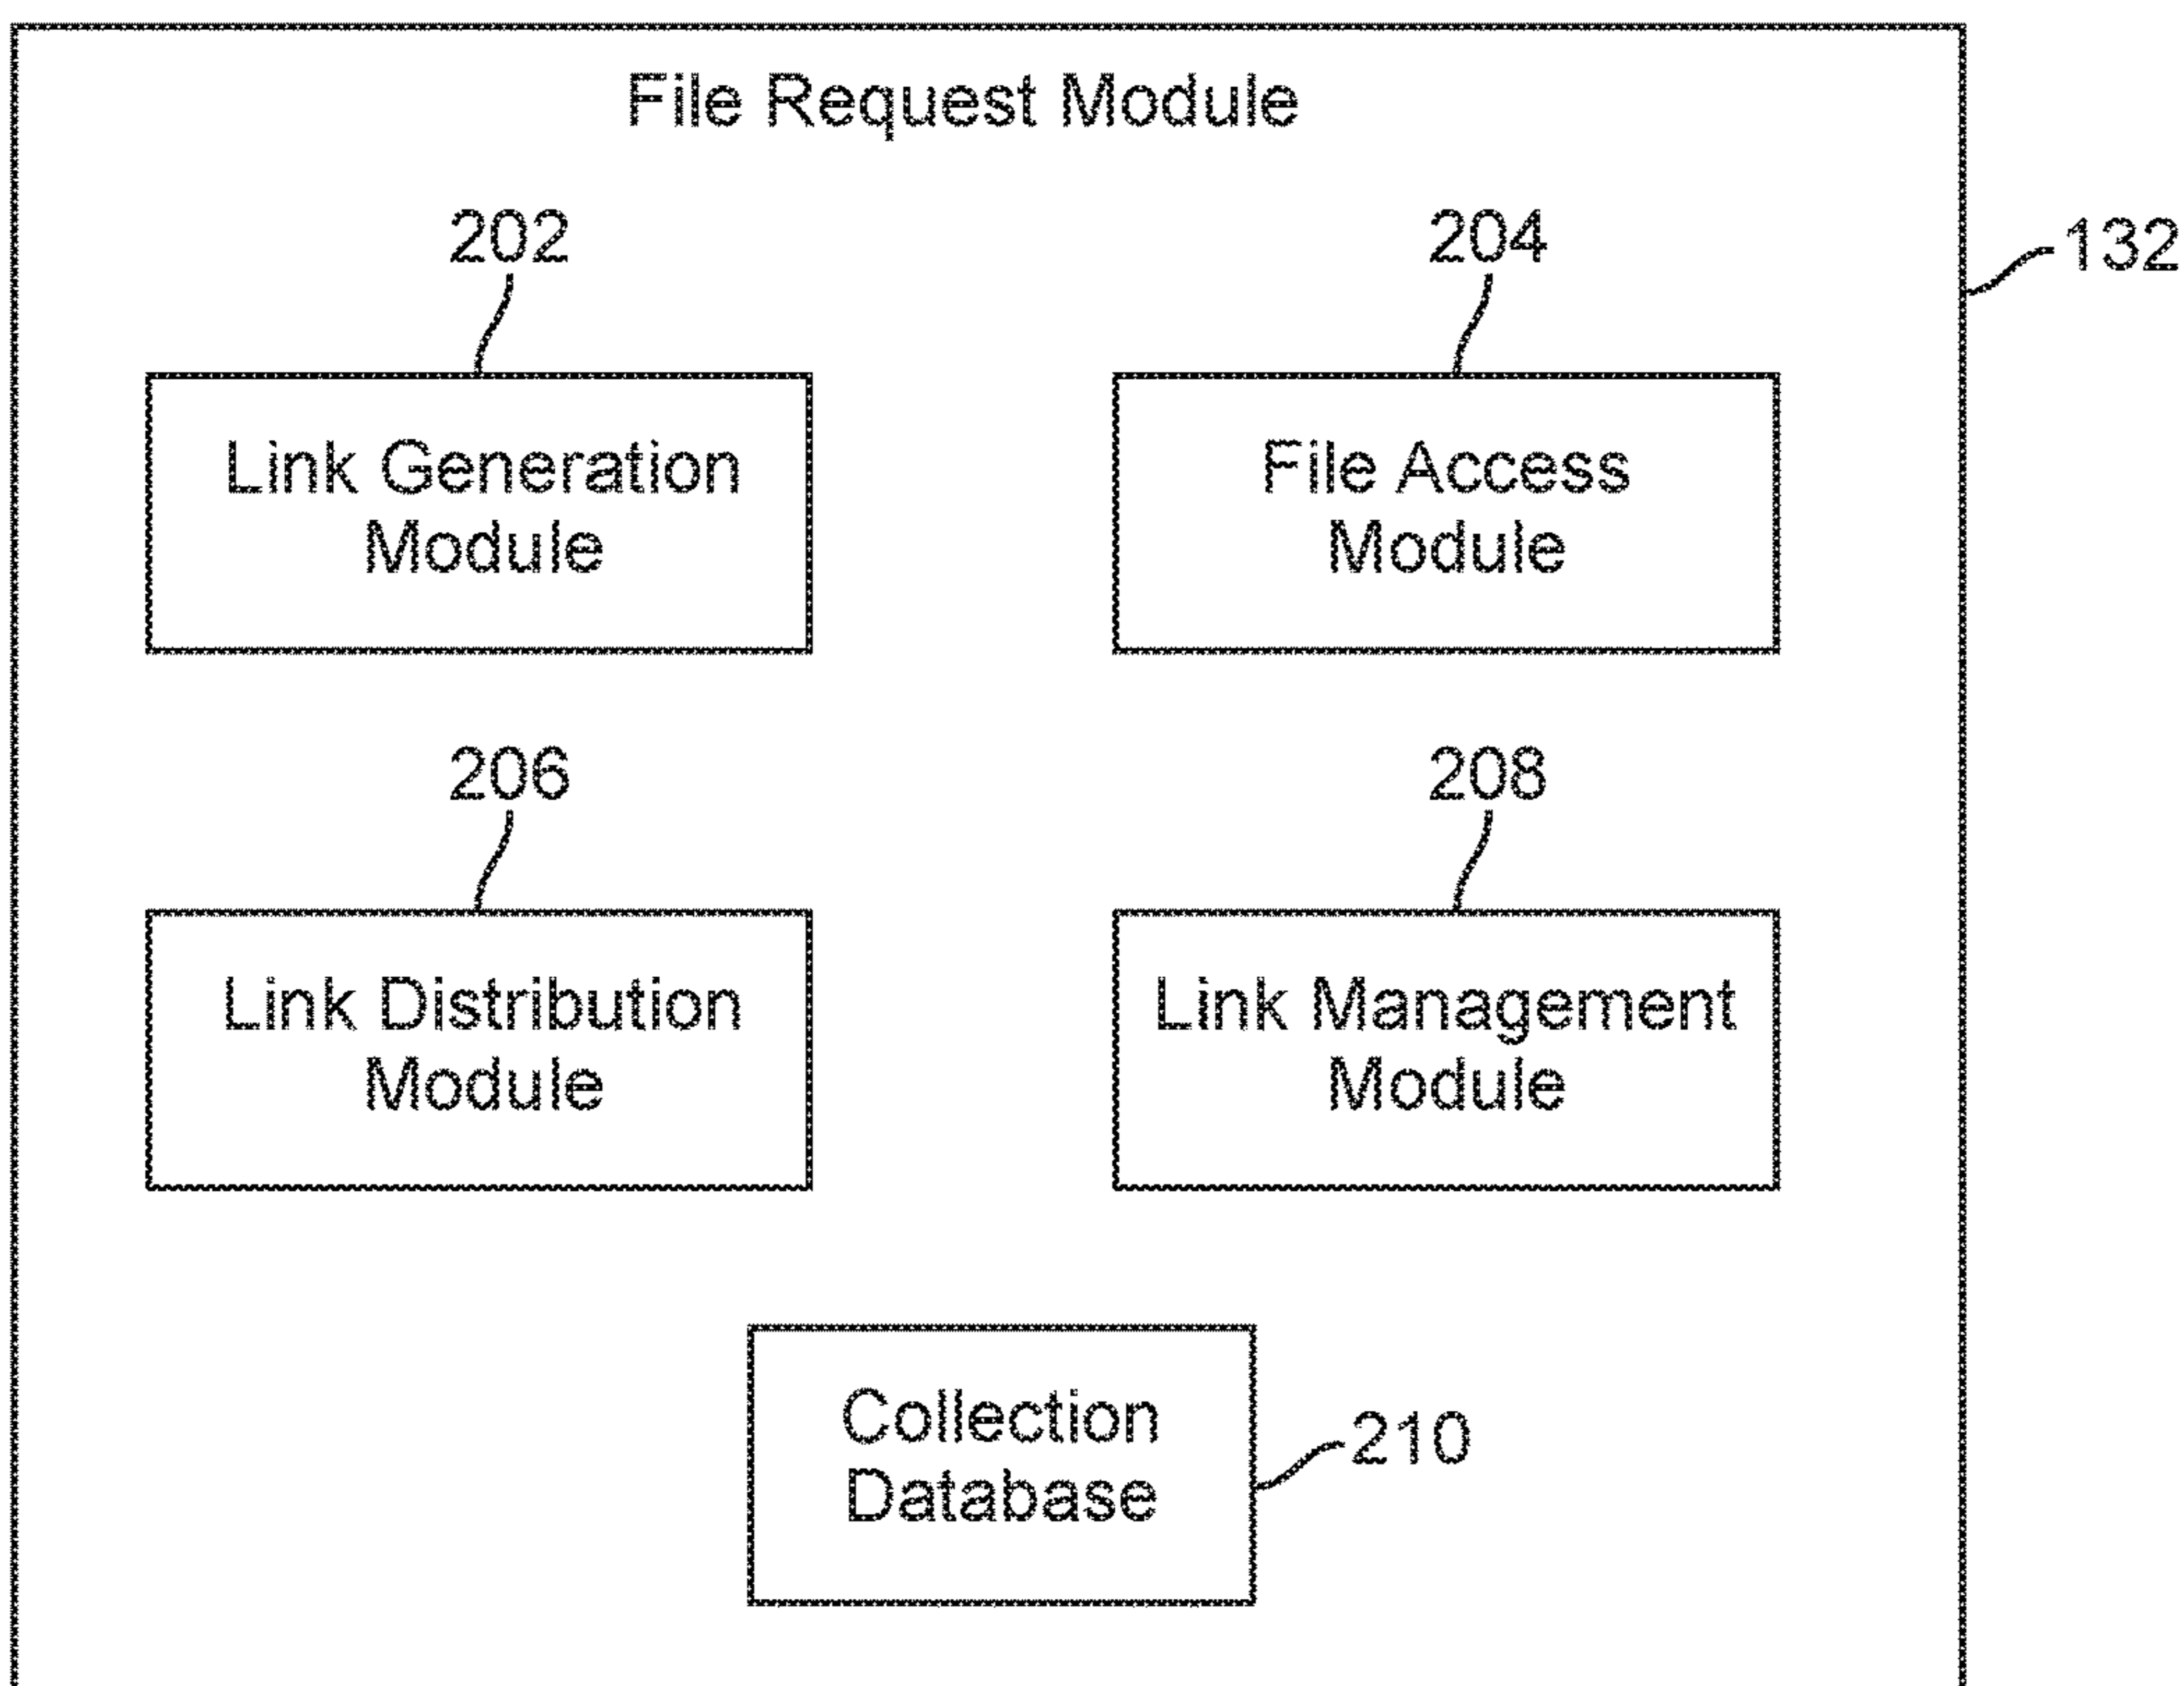 File Request Module
202
204
132
Link Generation
Module
File Access
Module
206
208
Link Distribution
Module
Link Management
Module
Collection
Database
210